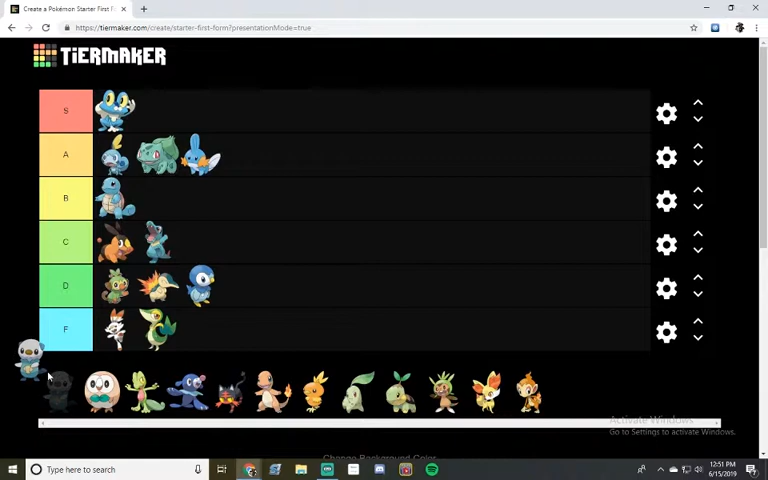 Create a Pokémon Starter First F
https://tiermaker.com/create/starter-first-form?presentationMode=true
TIERMAKER
S
A
B
C
D
F
Activate Windows
Go to Settings to activate Windows.
Change Background Color
Type here to search
12:51 PM
6/15/2019